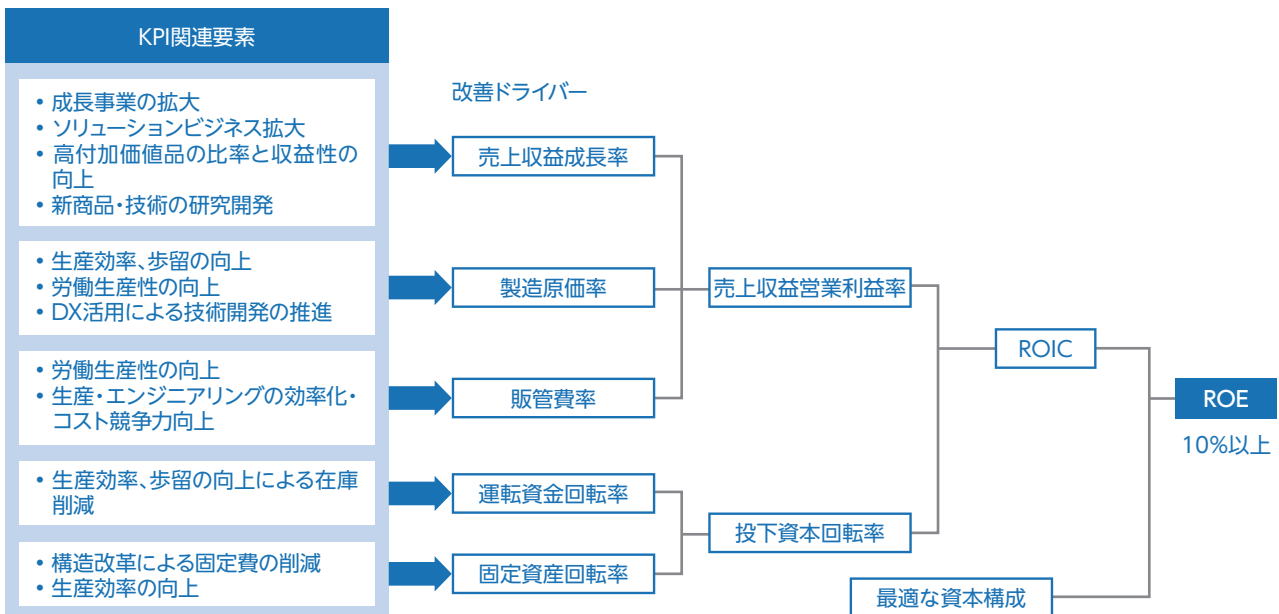 KPI関連要素
• 成長事業の拡大
• ソリューションビジネス拡大
• 高付加価値品の比率と収益性の
向上
• 新商品・技術の研究開発
• 生産効率、歩留の向上
• 労働生産性の向上
• DX活用による技術開発の推進
• 労働生産性の向上
• 生産・エンジニアリングの効率化・
コスト競争力向上
• 生産効率、歩留の向上による在庫
削減
• 構造改革による固定費の削減
• 生産効率の向上
改善ドライバー
売上収益成長率
製造原価率
販管費率
運転資金回転率
固定資産回転率
売上収益営業利益率
投下資本回転率
ROIC
最適な資本構成
ROE
10%以上